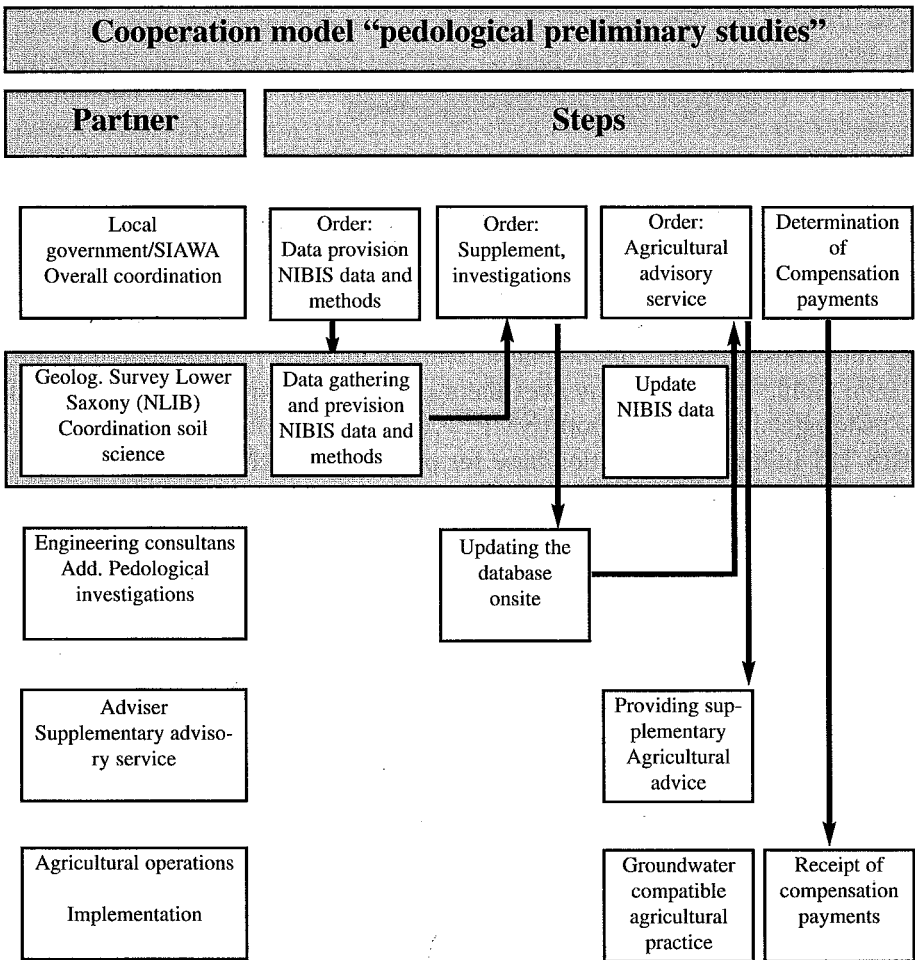 Cooperation model “pedological preliminary studies”
Partner
Steps
Local
government/SIAWA
Overall coordination
Order:
Data provision
NIBIS data and
methods
Order:
Supplement,
investigations
Order:
Agricultural
advisory
service
Determination
of
Compensation
payments
Geolog. Survey Lower
Saxony (NLIB)
Coordination soil
science
Data gathering
and prevision
NIBIS data and
methods
Update
NIBIS data
Engineering consultans
Add. Pedological
investigations
Updating the
database
onsite
Adviser
Supplementary adviso-
ry service
Providing sup-
plementary
Agricultural
advice
Agricultural operations
Implementation
Groundwater
compatible
agricultural
practice
Receipt of
compensation
payments